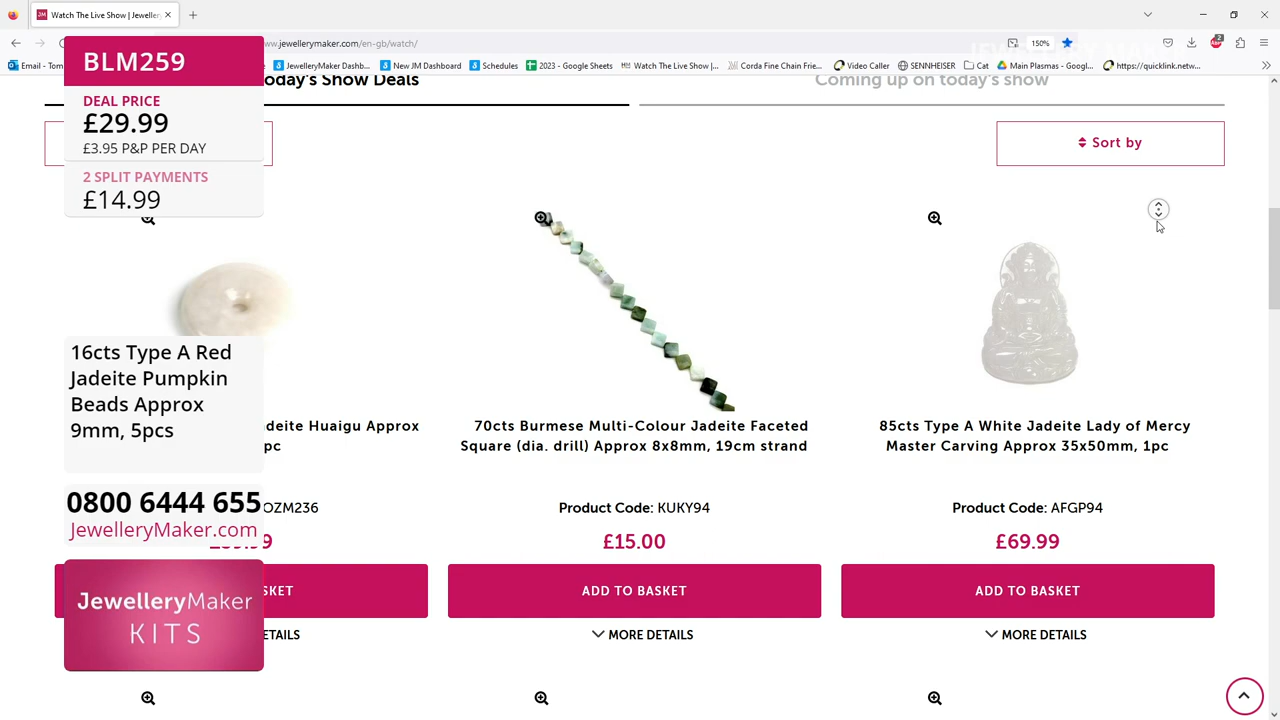 Watch The Live Show | Jeweller
ww.jewellerymaker.com/en-gb/watch/
150%
2
Email - Tom
JewelleryMaker Dashb...
New JM Dashboard
Schedules
2023 - Google Sheets
Watch The Live Show |...
Corda Fine Chain Frie...
Video Caller
SENNHEISER
Cat
Main Plasmas - Googl...
https://quicklink.netw...
JEWELLERY MAKER
oday's Show Deals
Coming up on today's show
Sort by
BLM259
DEAL PRICE
£29.99
£3.95 P&P PER DAY
2 SPLIT PAYMENTS
£14.99
16cts Type A Red
Jadeite Pumpkin
Beads Approx
9mm, 5pcs
0800 6444 655
JewelleryMaker.com
JewelleryMaker
KITS
deite Huaigu Approx
pc
OZM236
SKET
ETAILS
70cts Burmese Multi-Colour Jadeite Faceted
Square (dia. drill) Approx 8x8mm, 19cm strand
Product Code: KUKY94
£15.00
ADD TO BASKET
MORE DETAILS
85cts Type A White Jadeite Lady of Mercy
Master Carving Approx 35x50mm, 1pc
Product Code: AFGP94
£69.99
ADD TO BASKET
MORE DETAILS